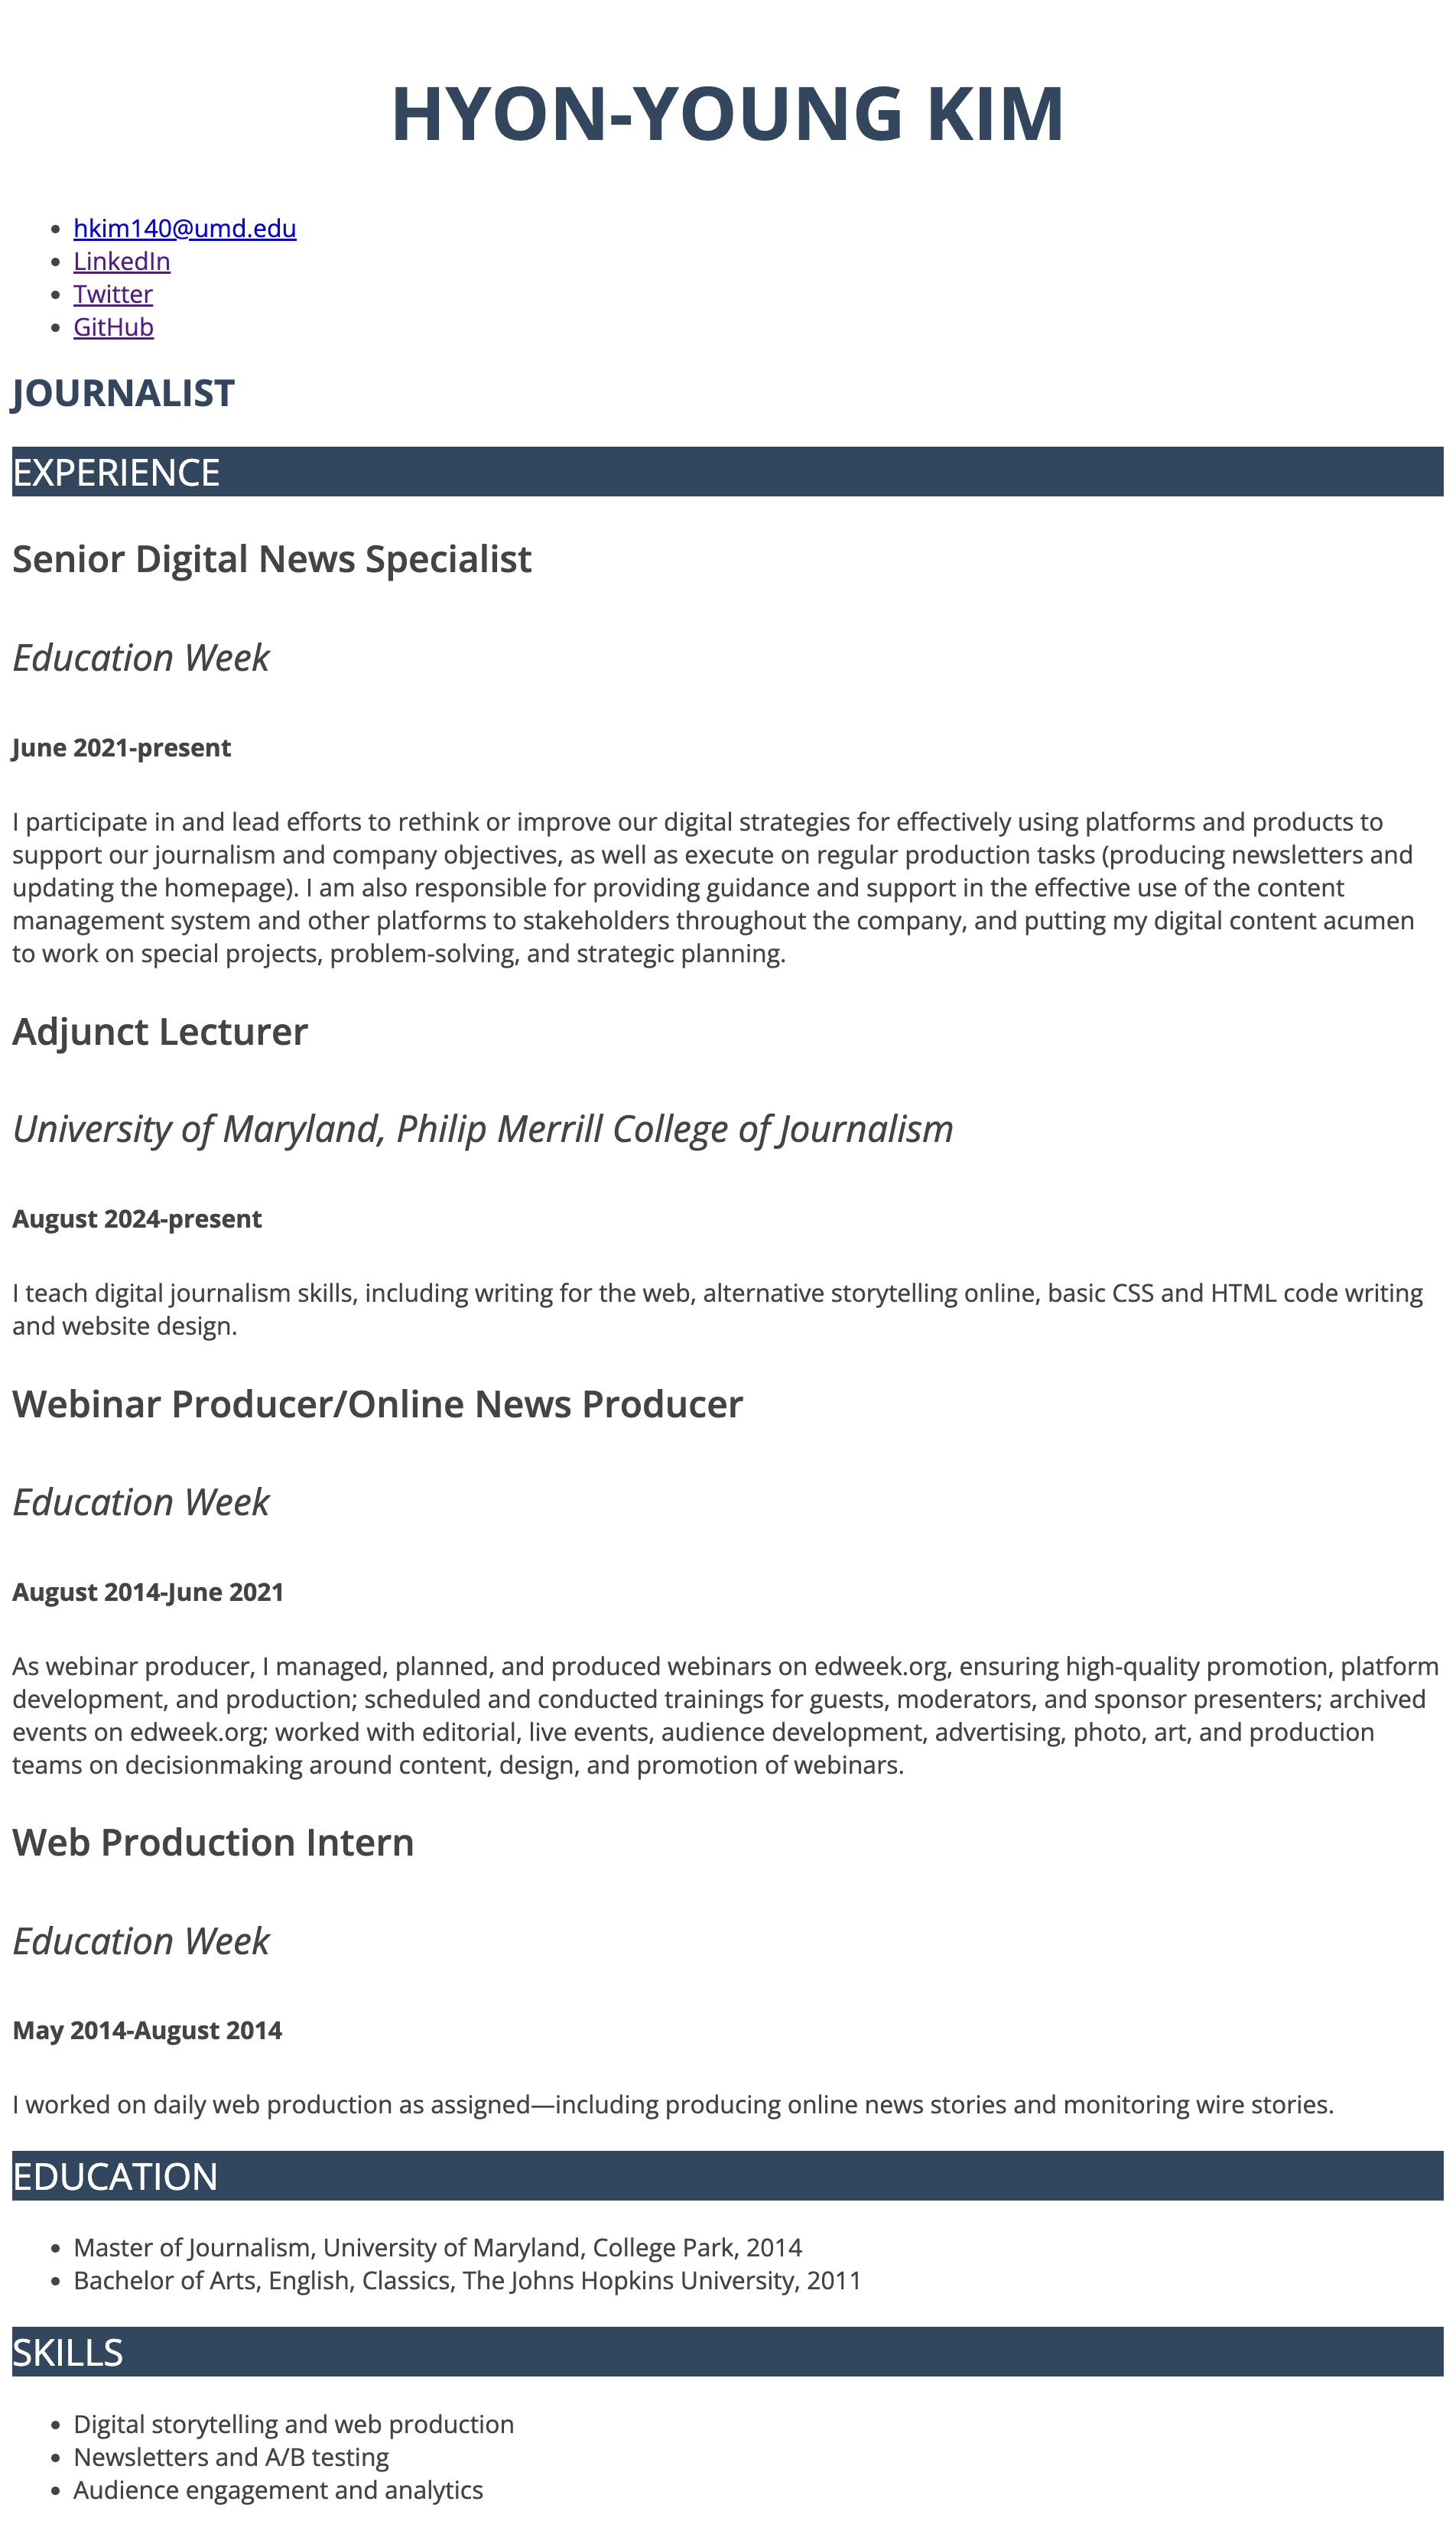 HYON-YOUNG KIM
hkim140@umd.edu
LinkedIn
Twitter
GitHub
JOURNALIST
EXPERIENCE
Senior Digital News Specialist
Education Week
June 2021-present
I participate in and lead efforts to rethink or improve our digital strategies for effectively using platforms and products to
support our journalism and company objectives, as well as execute on regular production tasks (producing newsletters and
updating the homepage). I am also responsible for providing guidance and support in the effective use of the content
management system and other platforms to stakeholders throughout the company, and putting my digital content acumen
to work on special projects, problem-solving, and strategic planning.
Adjunct Lecturer
University of Maryland, Philip Merrill College of Journalism
August 2024-present
I teach digital journalism skills, including writing for the web, alternative storytelling online, basic CSS and HTML code writing
and website design.
Webinar Producer/Online News Producer
Education Week
August 2014-June 2021
As webinar producer, I managed, planned, and produced webinars on edweek.org, ensuring high-quality promotion, platform
development, and production; scheduled and conducted trainings for guests, moderators, and sponsor presenters; archived
events on edweek.org; worked with editorial, live events, audience development, advertising, photo, art, and production
teams on decisionmaking around content, design, and promotion of webinars.
Web Production Intern
Education Week
May 2014-August 2014
I worked on daily web production as assigned—including producing online news stories and monitoring wire stories.
EDUCATION
Master of Journalism, University of Maryland, College Park, 2014
Bachelor of Arts, English, Classics, The Johns Hopkins University, 2011
SKILLS
Digital storytelling and web production
Newsletters and A/B testing
Audience engagement and analytics